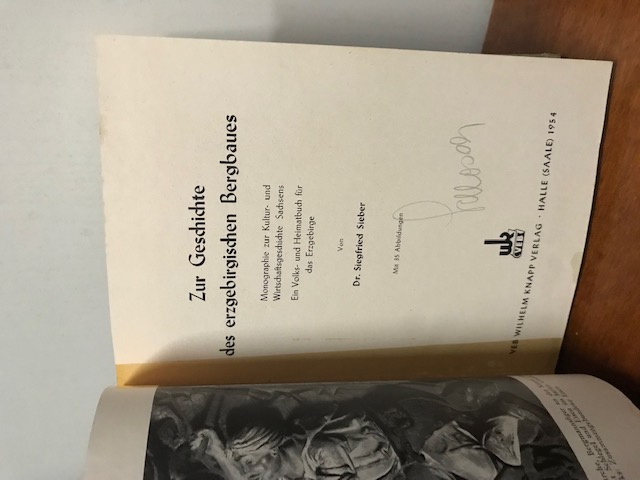 Zur Geschichte
des erzgebirgischen Bergbaues
Monographie zur Kultur- und
Wirtschaftsgeschichte Sachsens
Ein Volks- und Heimatbuch für
das Erzgebirge
Von
Dr. Siegfried Sieber
Mit 35 Abbildungen
VEB WILHELM KNAPP VERLAG · HALLE (SAALE) 1954